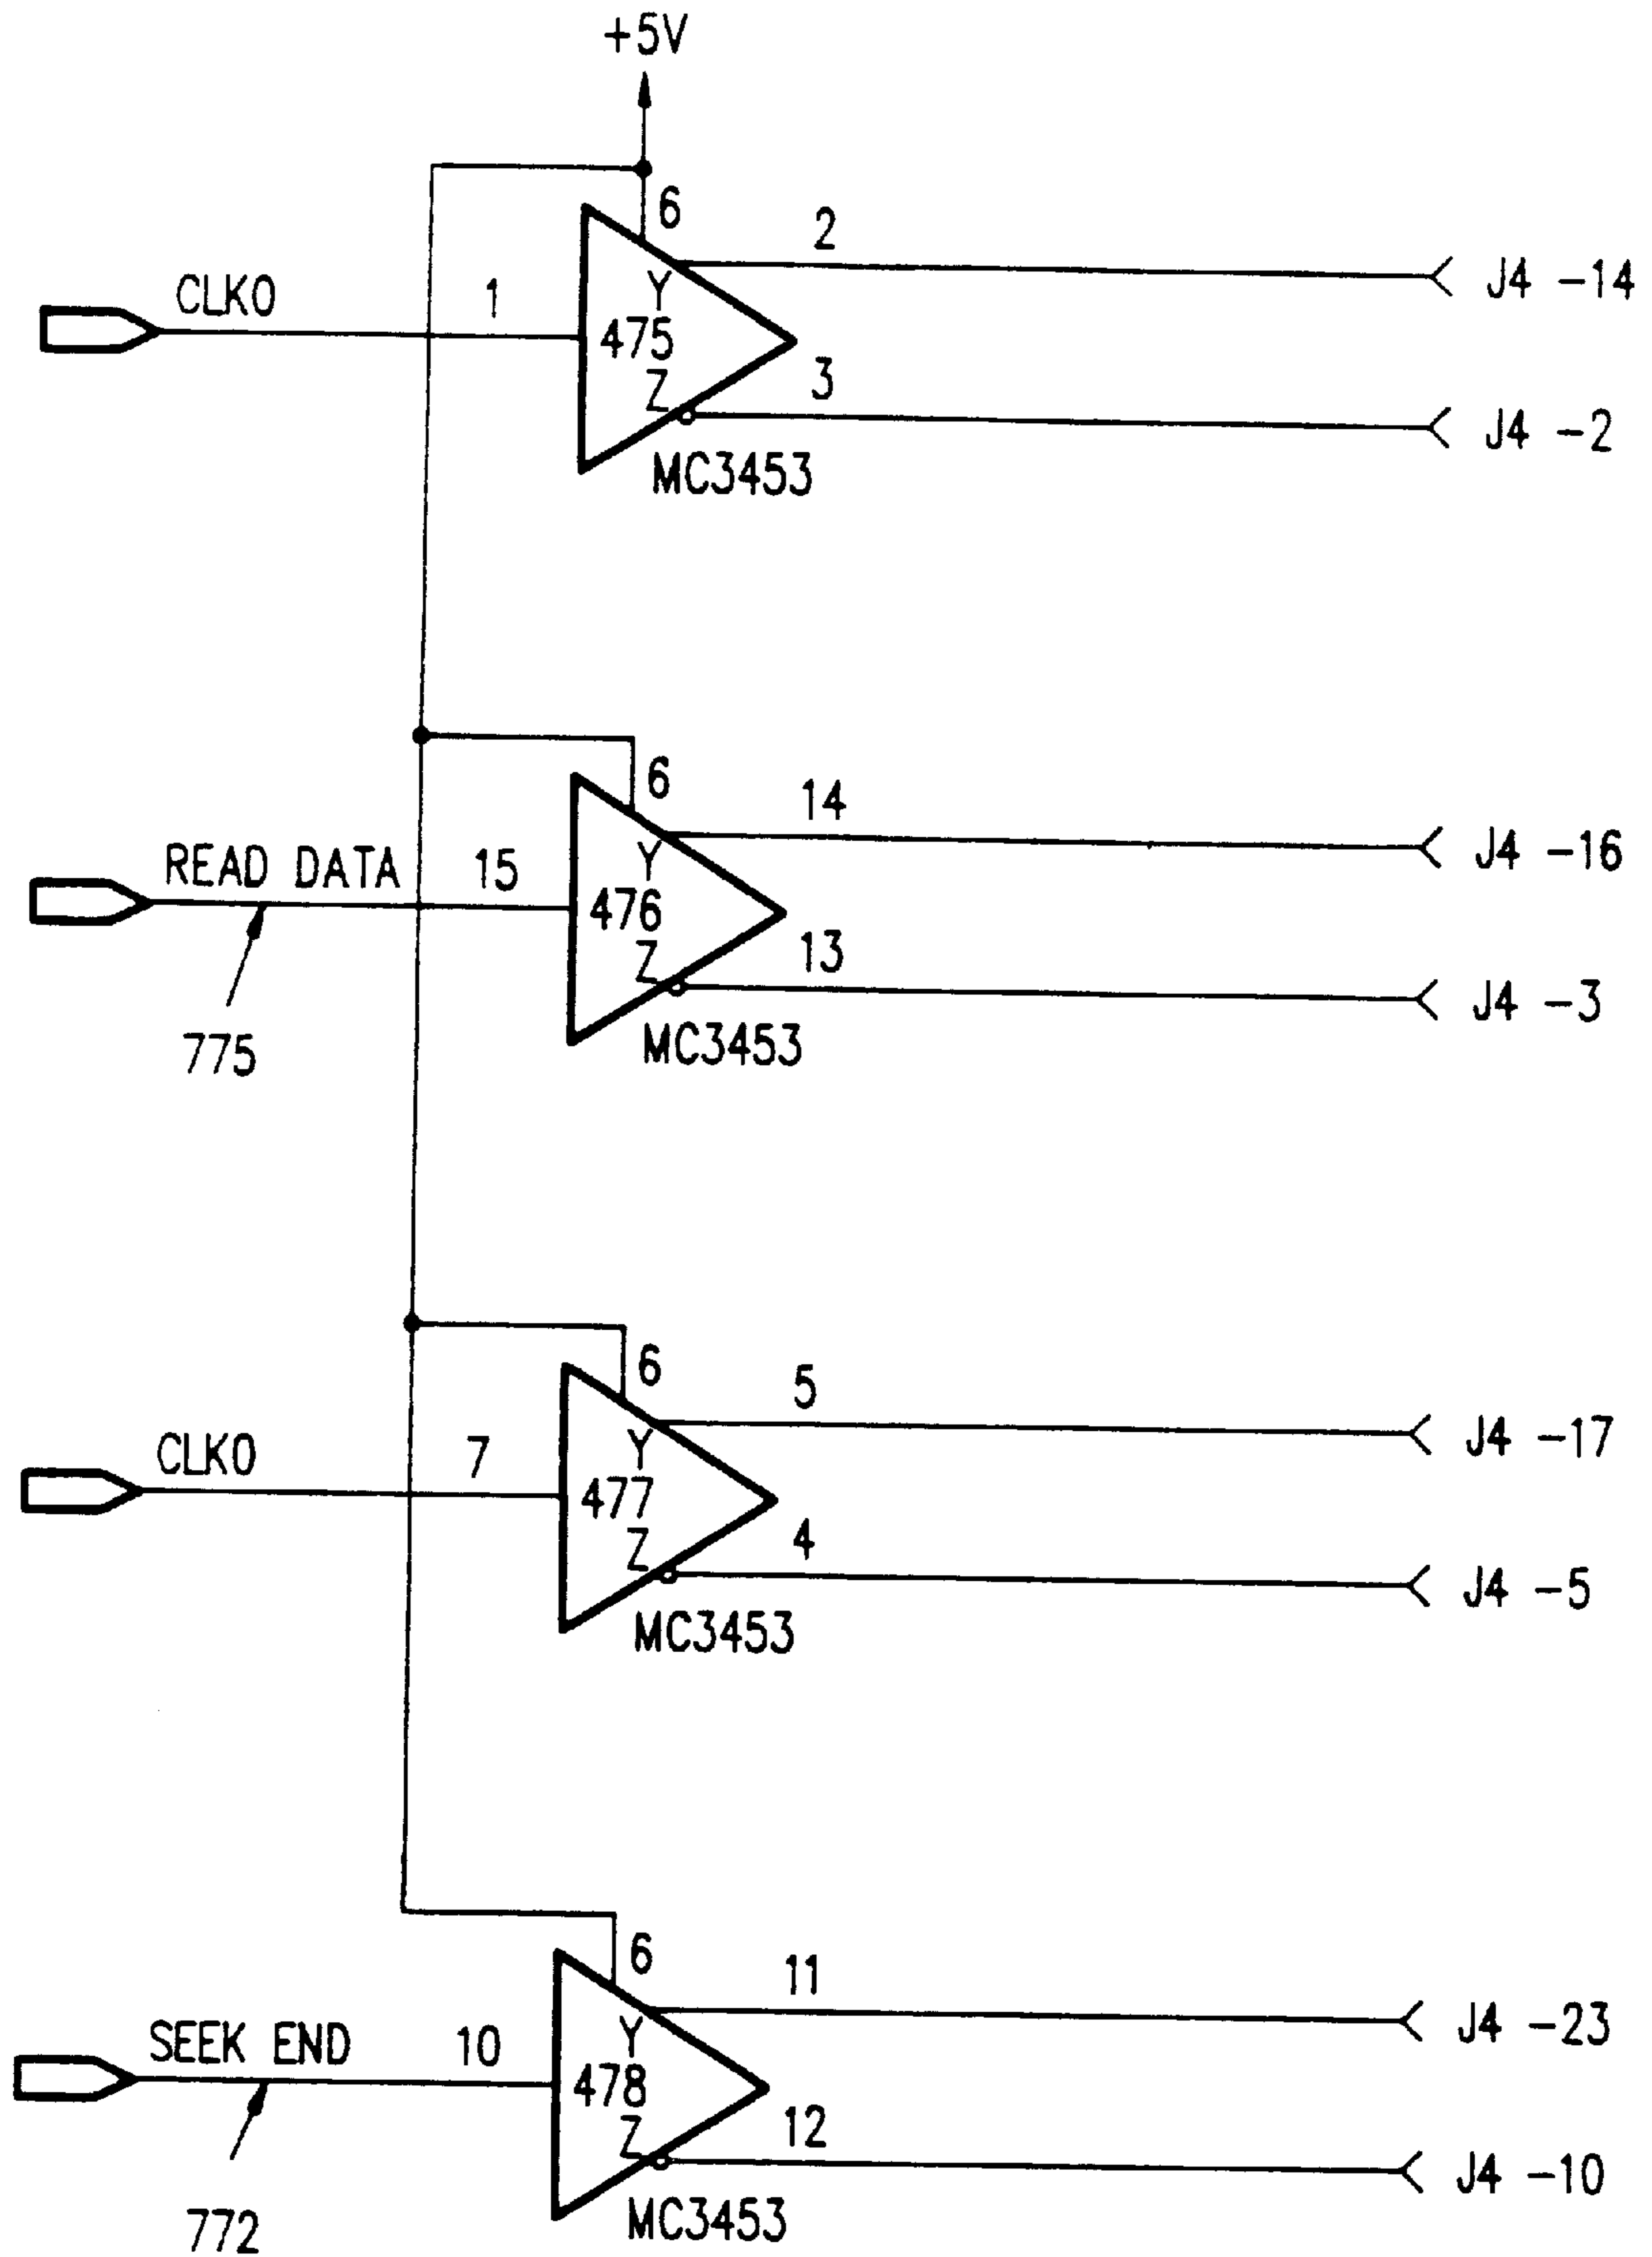 +5V
6
2
CLK0
1
Y
J4 -14
475
3
Z
J4 -2
MC3453
6
14
READ DATA
15
Y
J4 -16
476
13
Z
J4 -3
775
MC3453
6
5
CLK0
7
Y
J4 -17
477
4
Z
J4 -5
MC3453
6
11
SEEK END
10
Y
J4 -23
478
12
Z
J4 -10
772
MC3453